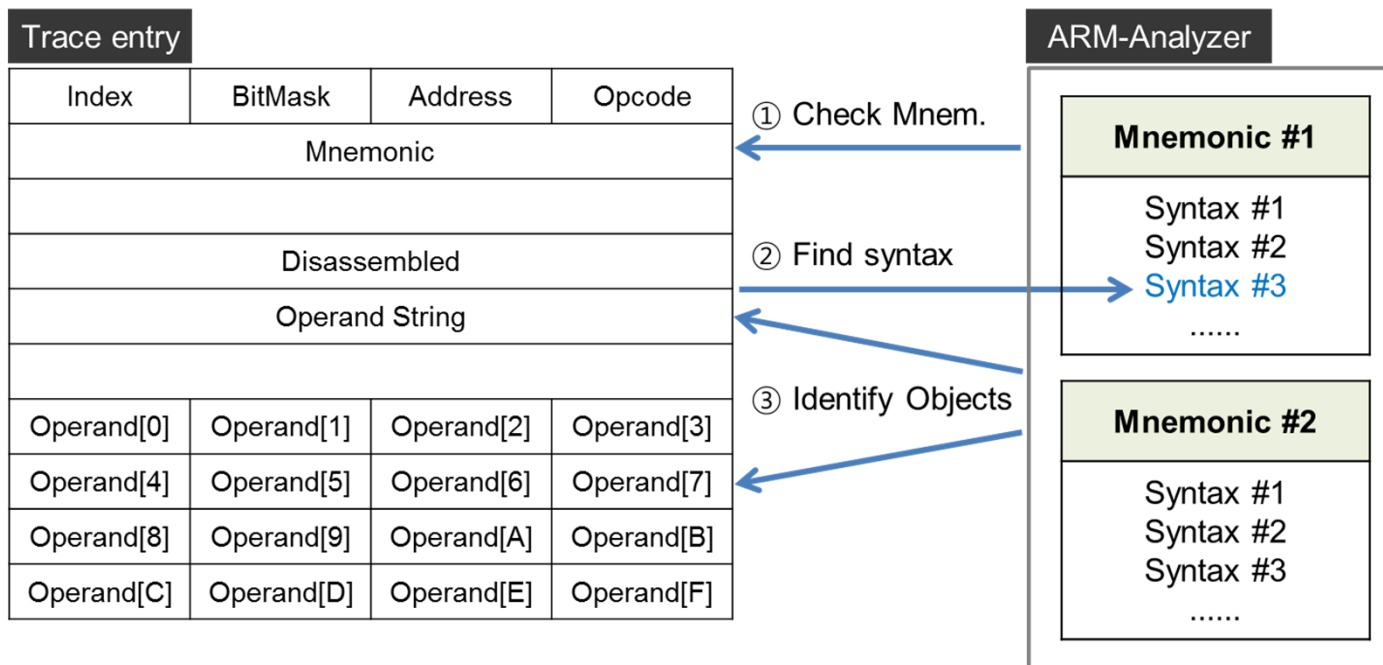 Trace entry
Index BitMask Address Opcode
Mnemonic
Disassembled
Operand String
Operand[0] Operand[1] Operand[2] Operand[3]
Operand[4] Operand[5] Operand[6] Operand[7]
Operand[8] Operand[9] Operand[A] Operand[B]
Operand[C] Operand[D] Operand[E] Operand[F]
① Check Mnem.
② Find syntax
③ Identify Objects
ARM-Analyzer
Mnemonic #1
Syntax #1
Syntax #2
Syntax #3
......
Mnemonic #2
Syntax #1
Syntax #2
Syntax #3
......